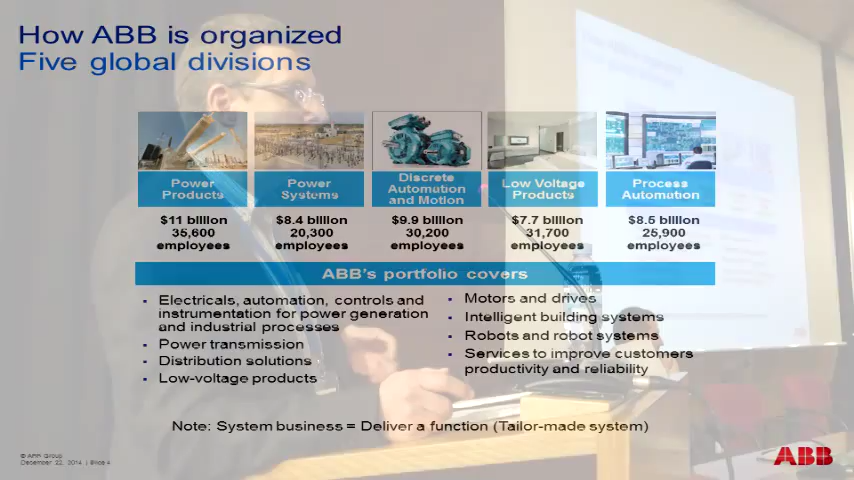 How ABB is organized
Five global divisions
Power
Products
Power
Systems
Discrete
Automation
and Motion
Low Voltage
Products
Process
Automation
$11 billion
35,600
employees
$8.4 billion
20,300
employees
$9.9 billion
30,200
employees
$7.7 billion
31,700
employees
$8.5 billion
25,900
employees
ABB's portfolio covers
▪ Electricals, automation, controls and
instrumentation for power generation
and industrial processes
▪ Power transmission
▪ Distribution solutions
▪ Low-voltage products
▪ Motors and drives
▪ Intelligent building systems
▪ Robots and robot systems
▪ Services to improve customers
productivity and reliability
Note: System business = Deliver a function (Tailor-made system)
© ABB Group
December 22, 2014 | Slide 4
ABB